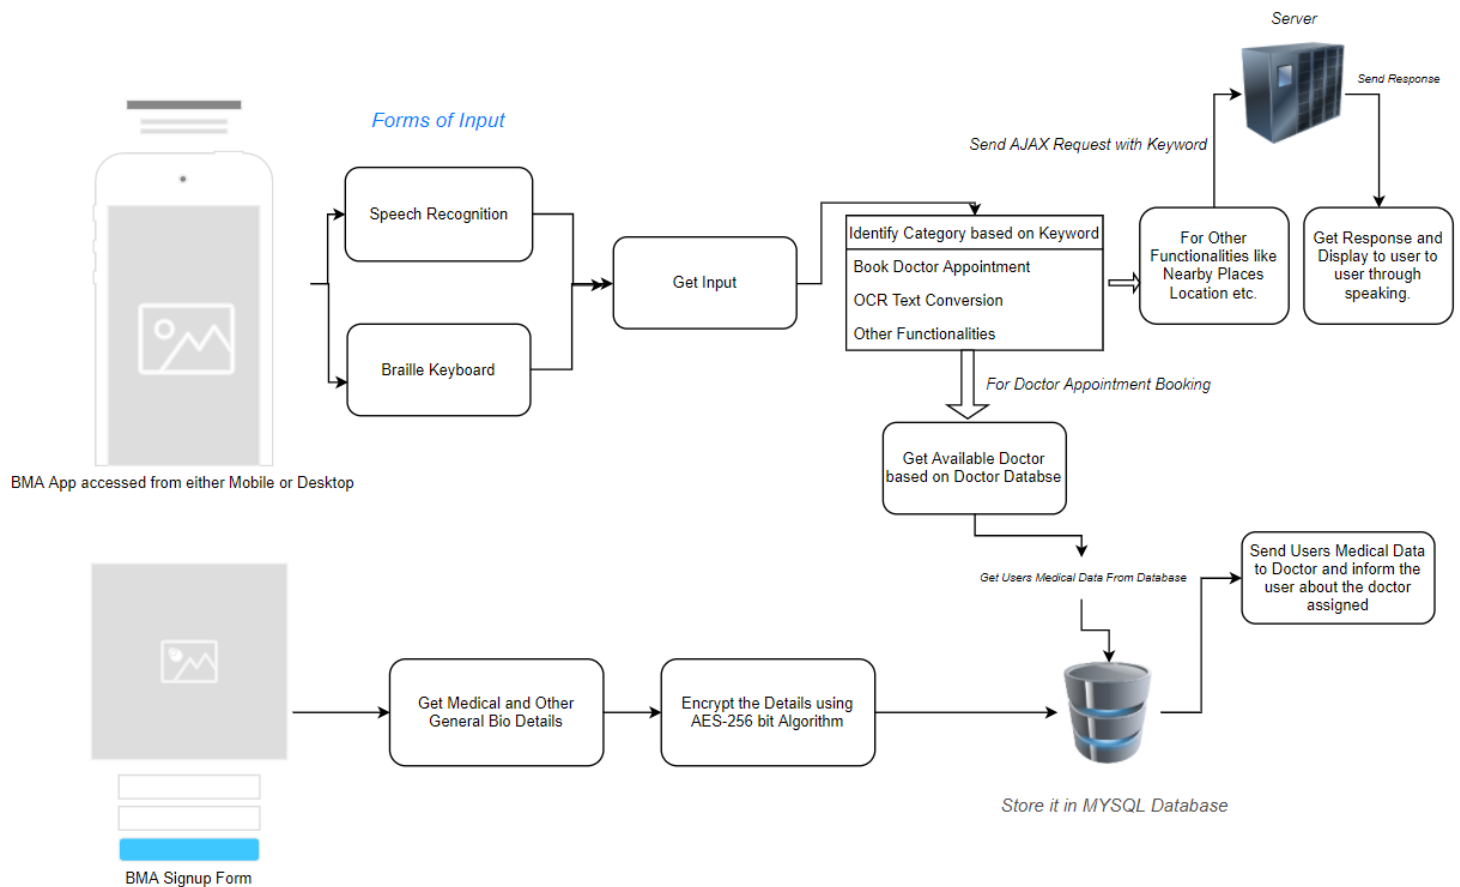 Server
Send Response
Forms of Input
Send AJAX Request with Keyword
Speech Recognition
Identify Category based on Keyword
Book Doctor Appointment
OCR Text Conversion
Other Functionalities
For Other
Functionalities like
Nearby Places
Location etc.
Get Response and
Display to user to
user through
speaking.
Get Input
Braille Keyboard
For Doctor Appointment Booking
Get Available Doctor
based on Doctor Databse
BMA App accessed from either Mobile or Desktop
Get Users Medical Data From Database
Send Users Medical Data
to Doctor and inform the
user about the doctor
assigned
Get Medical and Other
General Bio Details
Encrypt the Details using
AES-256 bit Algorithm
Store it in MYSQL Database
BMA Signup Form